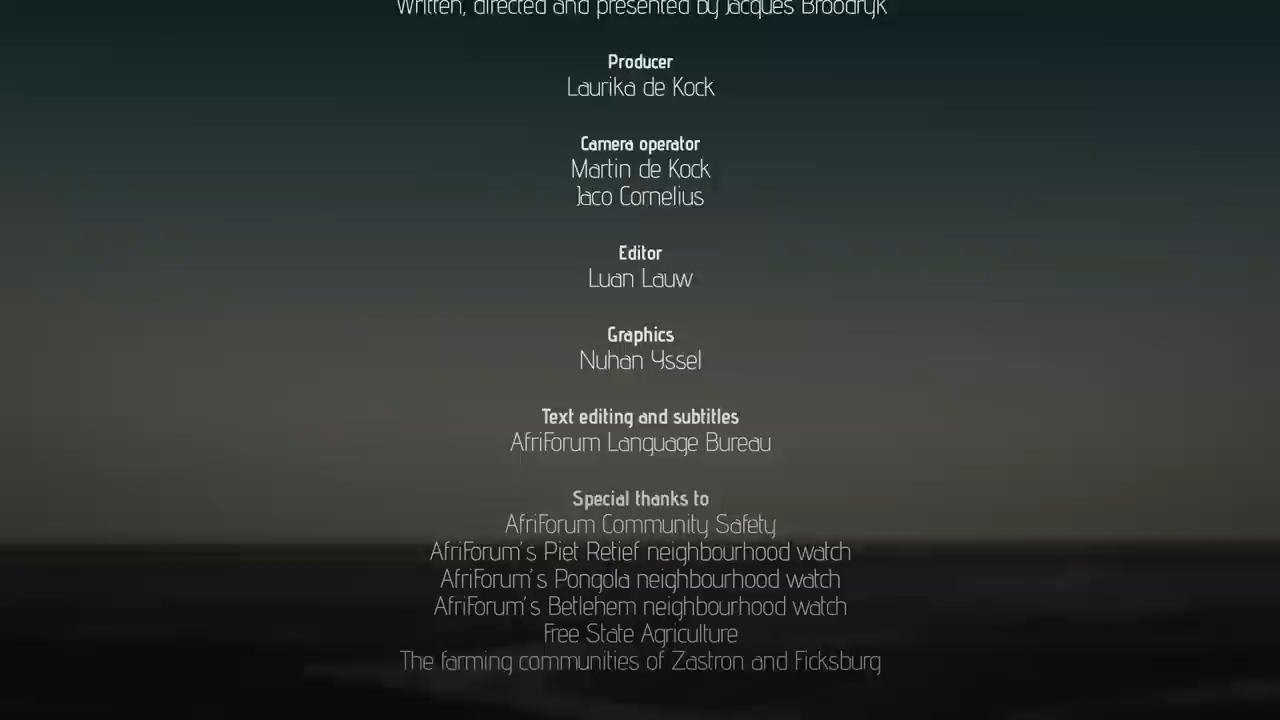 Written, directed and presented by Jacques Broodryk
Producer
Laurika de Kock
Camera operator
Martin de Kock
Jaco Cornelius
Editor
Luan Lauw
Graphics
Nuhan Yssel
Text editing and subtitles
AfriForum Language Bureau
Special thanks to
AfriForum Community Safety
AfriForum's Piet Retief neighbourhood watch
AfriForum's Pongola neighbourhood watch
AfriForum's Betlehem neighbourhood watch
Free State Agriculture
The farming communities of Zastron and Ficksburg